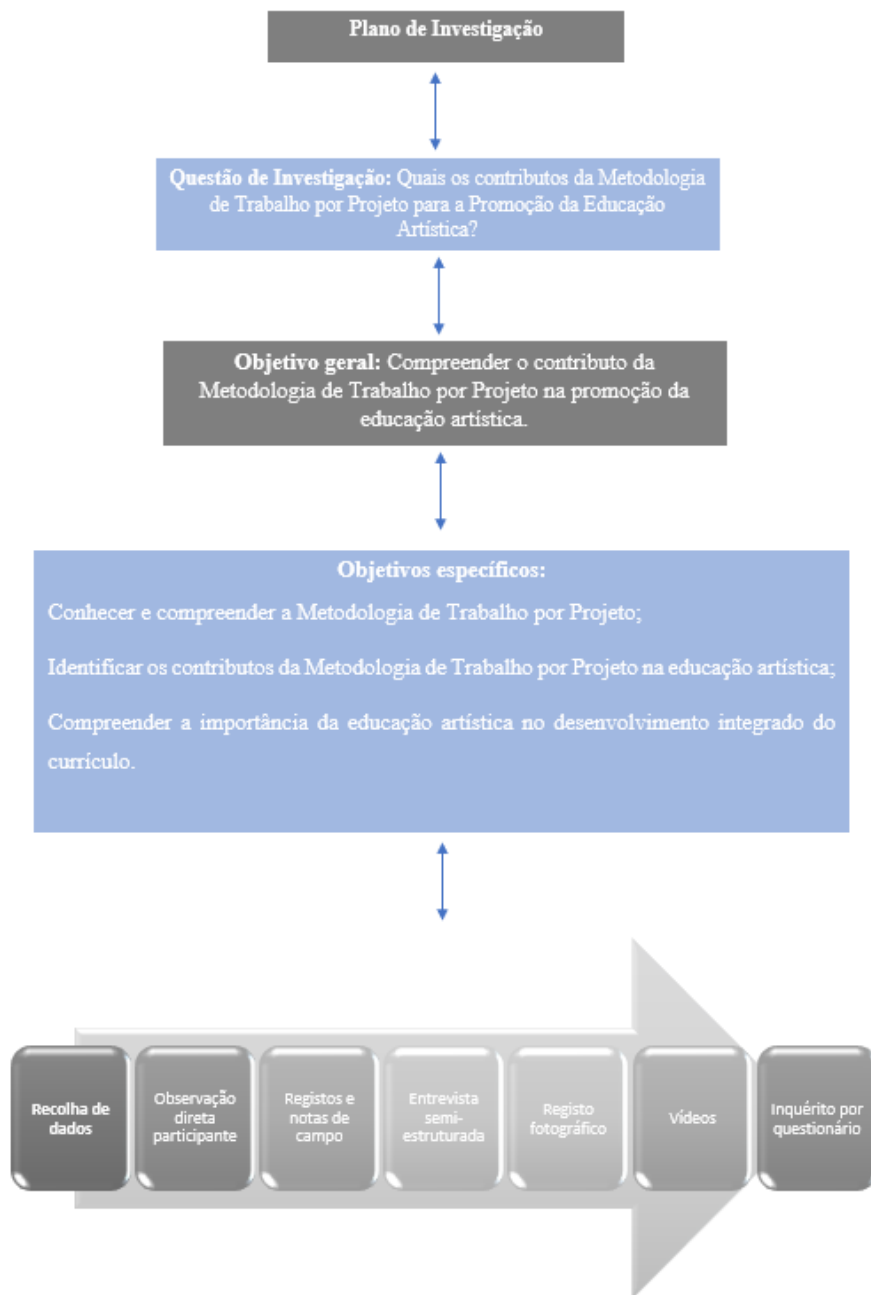 Plano de Investigação
Questão de Investigação: Quais os contributos da Metodologia
de Trabalho por Projeto para a Promoção da Educação
Artística?
Objetivo geral: Compreender o contributo da
Metodologia de Trabalho por Projeto na promoção da
educação artística.
Objetivos específicos:
Conhecer e compreender a Metodologia de Trabalho por Projeto;
Identificar os contributos da Metodologia de Trabalho por Projeto na educação artística;
Compreender a importância da educação artística no desenvolvimento integrado do
currículo.
Recolha de
dados
Observação
direta
participante
Registos e
notas de
campo
Entrevista
semi-
estruturada
Registo
fotográfico
Vídeos
Inquérito por
questionário